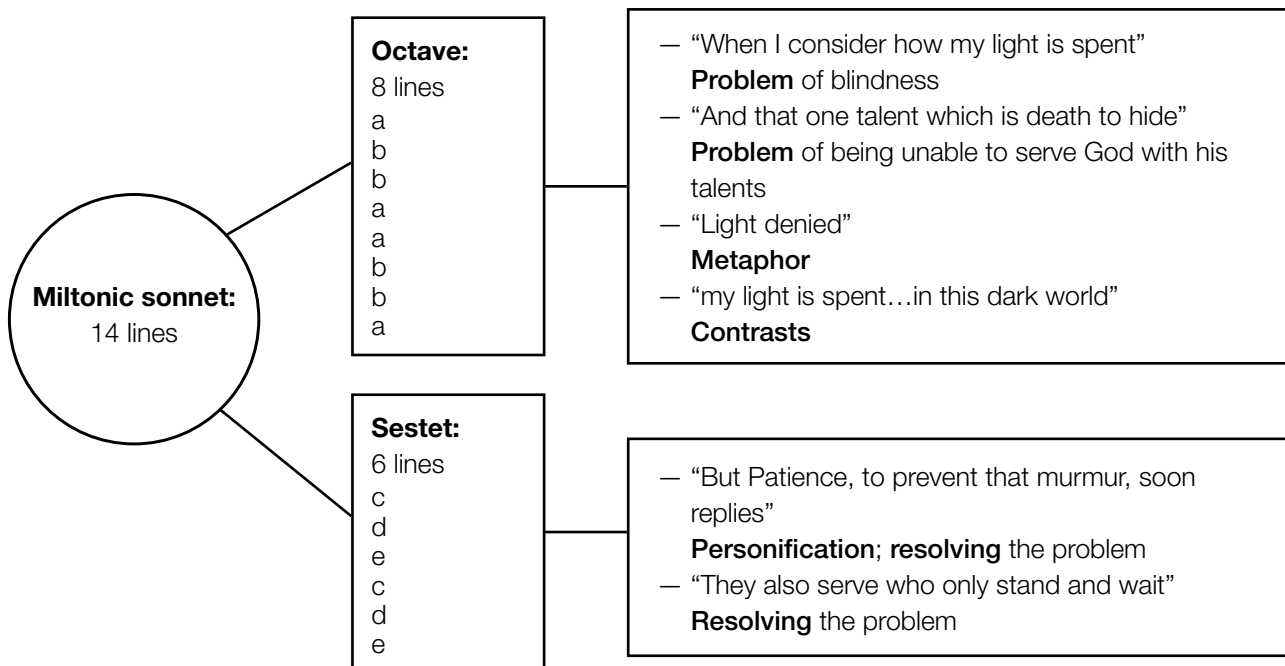 Miltonic sonnet:
14 lines
Octave:
8 lines
a
b
b
a
a
b
b
a
— “When I consider how my light is spent”
Problem of blindness
— “And that one talent which is death to hide”
Problem of being unable to serve God with his
talents
— “Light denied”
Metaphor
— “my light is spent…in this dark world”
Contrasts
Sestet:
6 lines
c
d
e
c
d
e
— “But Patience, to prevent that murmur, soon
replies”
Personification; resolving the problem
— “They also serve who only stand and wait”
Resolving the problem